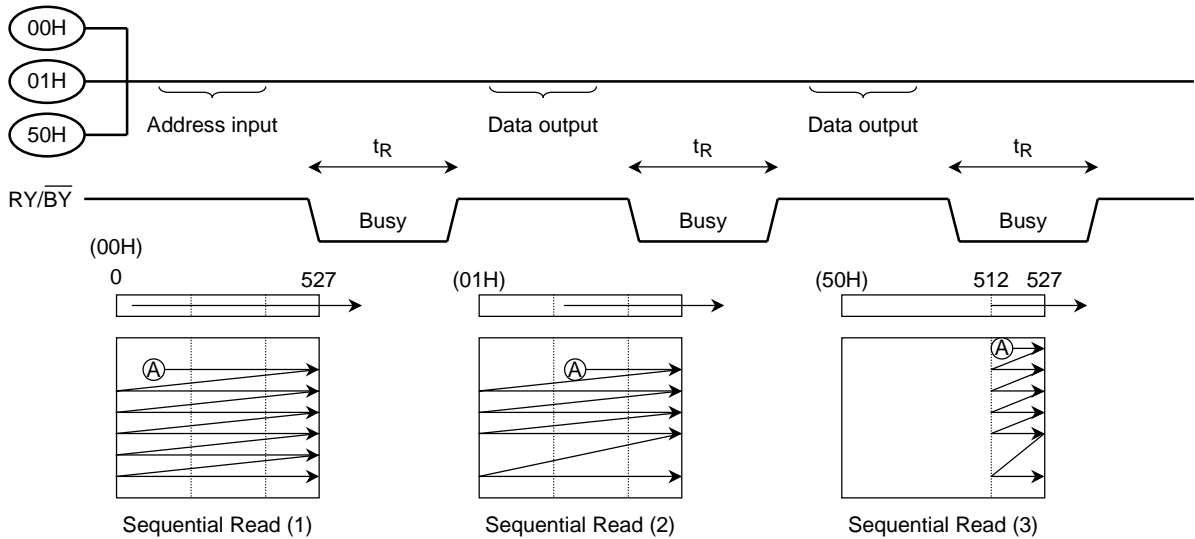 00H
01H
50H
Address input
Data output
Data output
tR
tR
tR
RY/BY
Busy
Busy
Busy
(00H)
0
527
(01H)
(50H)
512
527
A
A
A
Sequential Read (1)
Sequential Read (2)
Sequential Read (3)